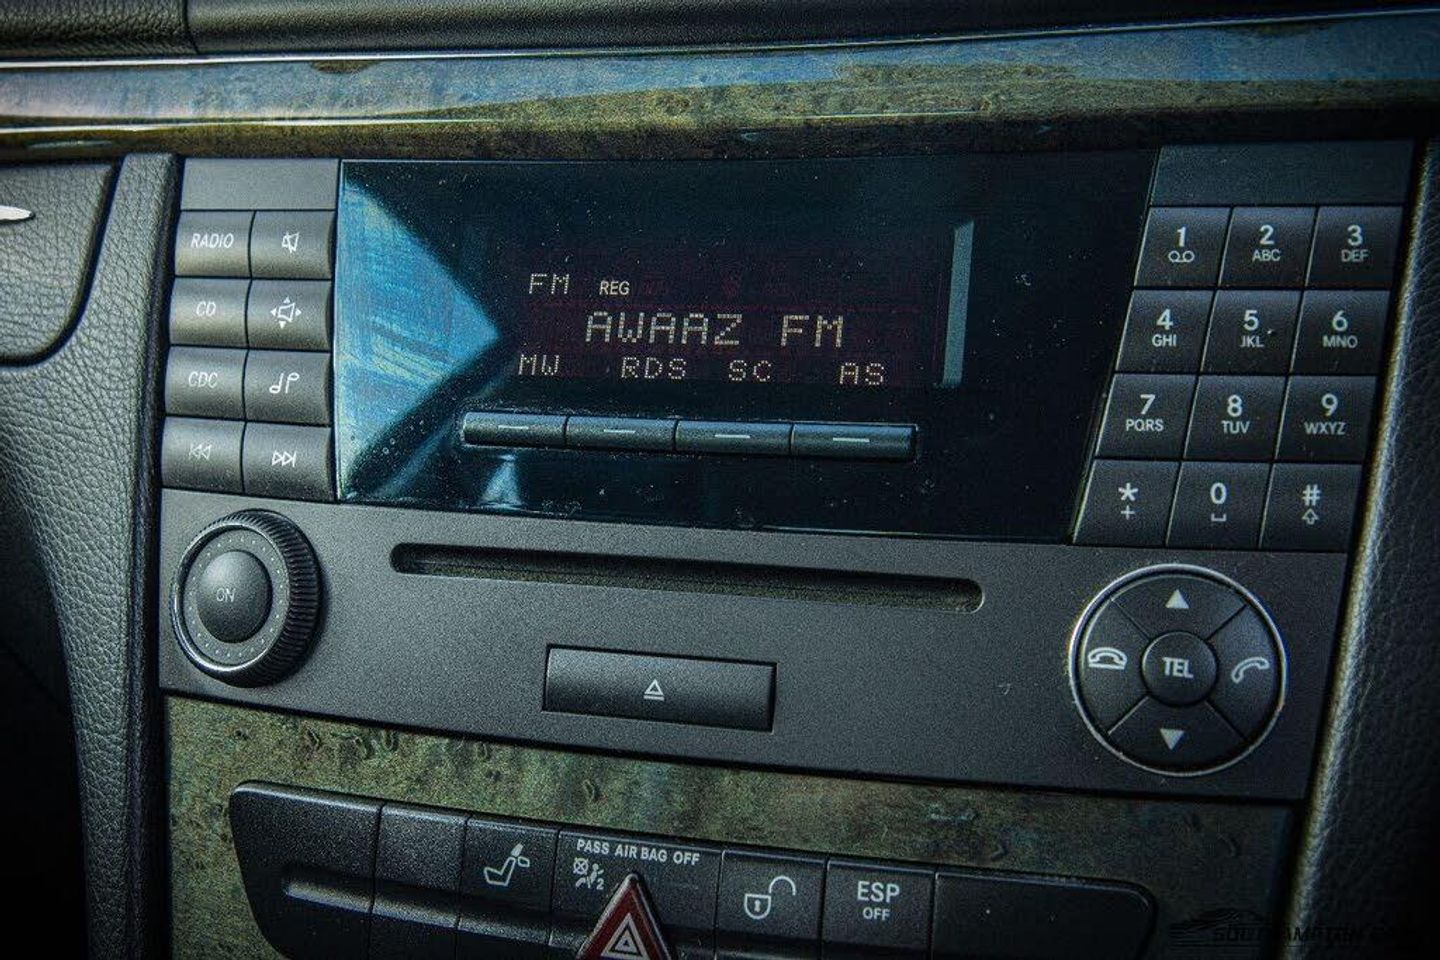 RADIO
CD
CDC
FM REG
AWAAZ FM
MW RDS SC AS
1
2 ABC
3 DEF
4 GHI
5 JKL
6 MNO
7 PQRS
8 TUV
9 WXYZ
* +
0
#
ON
TEL
PASS AIR BAG OFF
2
ESP
OFF